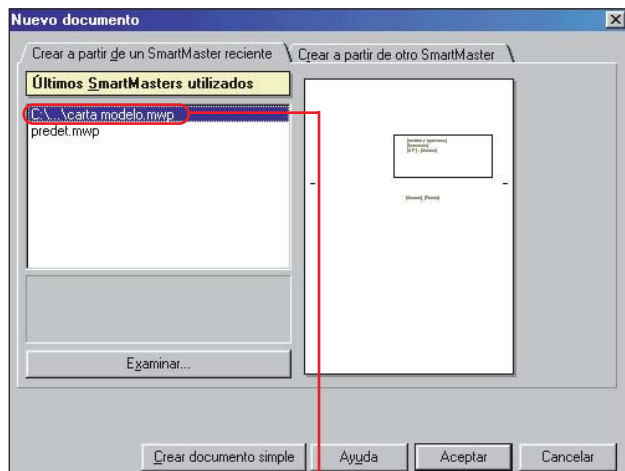 Nuevo documento
Crear a partir de un SmartMaster reciente
Crear a partir de otro SmartMaster
Últimos SmartMasters utilizados
C:\...\carta modelo.mwp
predet.mwp
Examinar...
Crear documento simple
Ayuda
Aceptar
Cancelar